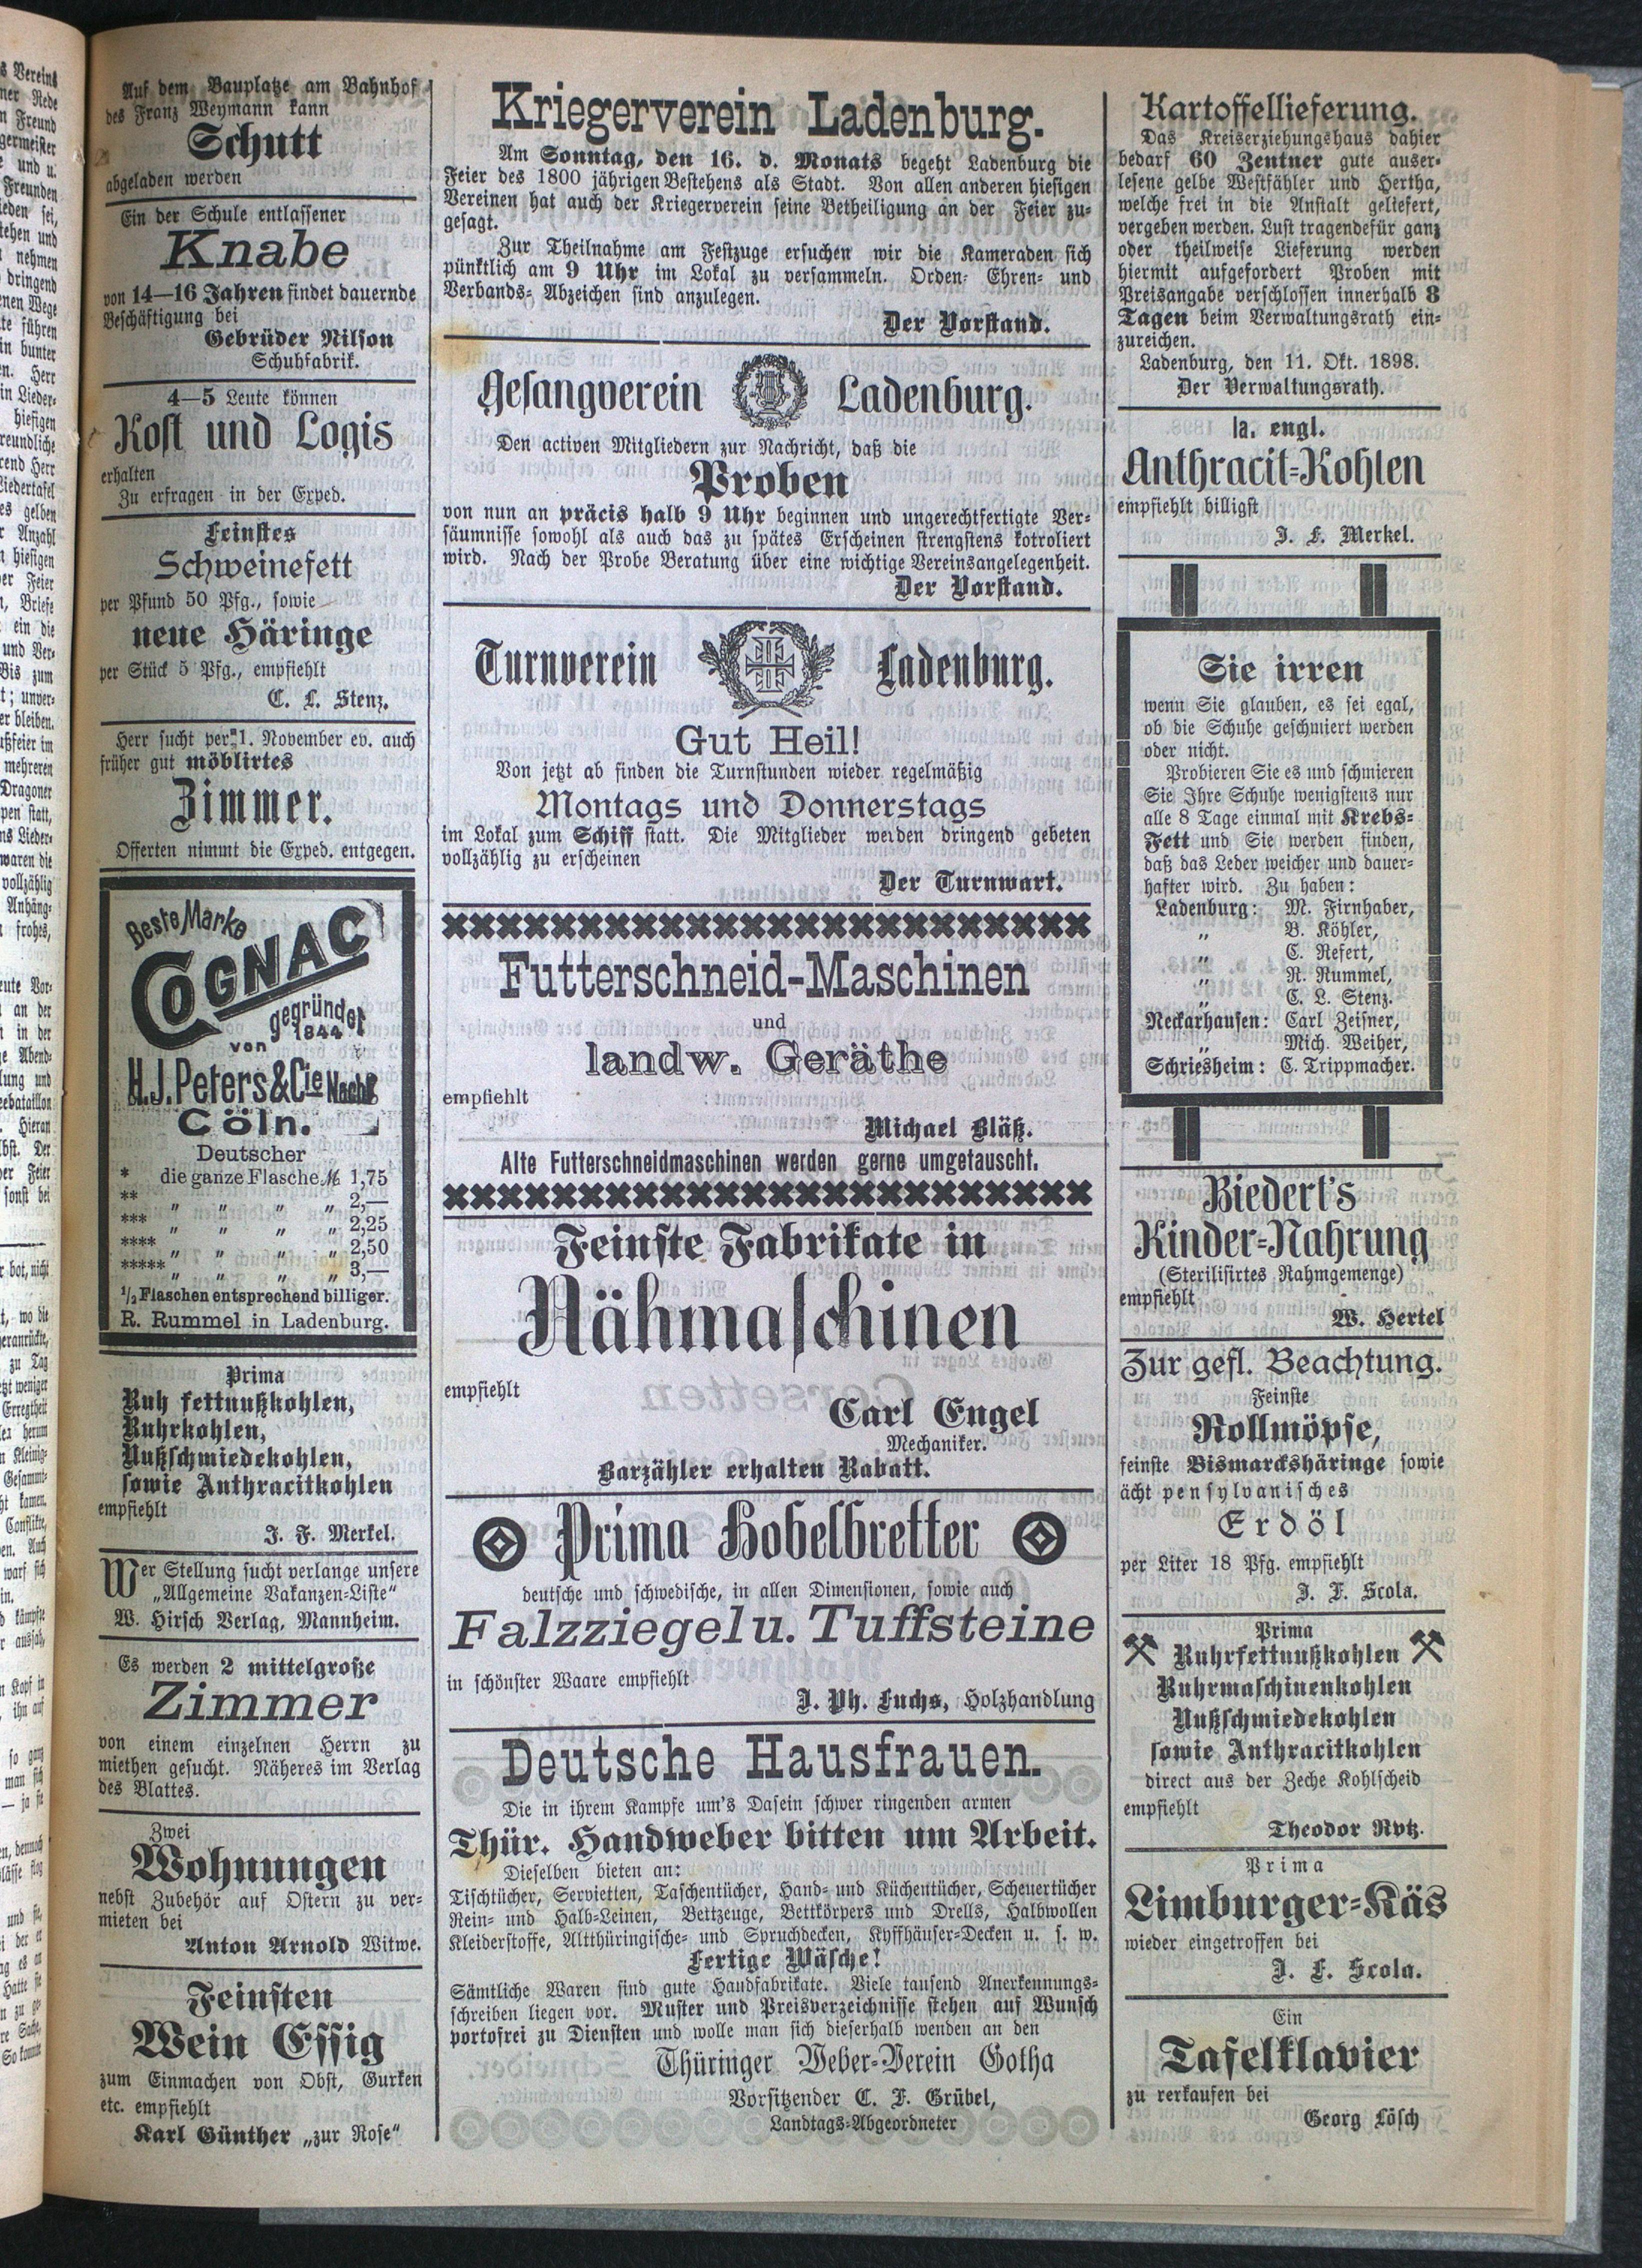 Auf dem Bauplatze am Bahnhof
des Franz Weymann kann
Schutt
abgeladen werden
Ein der Schule entlassener
Knabe
von 14—16 Jahren findet dauernde
Beschäftigung bei
Gebrüder Nilson
Schuhfabrik.
4—5 Leute können
Kost und Logis
erhalten
Zu erfragen in der Exped.
Feinstes
Schweinefett
per Pfund 50 Pfg., sowie
neue Häringe
per Stück 5 Pfg., empfiehlt
C. L. Stenz.
Herr sucht per 1. November ev. auch
früher gut möblirtes
Zimmer.
Offerten nimmt die Exped. entgegen.
Beste Marke
COGNAC
gegründet
1844
von
H. J. Peters & Cie Nachf
Cöln.
Deutscher
* die ganze Flasche M 1,75
** „ „ „ „ 2,—
*** „ „ „ „ 2,25
**** „ „ „ „ 2,50
***** „ „ „ „ 3,—
1/2 Flaschen entsprechend billiger.
R. Rummel in Ladenburg.
Prima
Ruh fettnußkohlen,
Ruhrkohlen,
Nußschmiedekohlen,
sowie Anthracitkohlen
empfiehlt
J. F. Merkel.
Wer Stellung sucht verlange unsere
„Allgemeine Vakanzen-Liste“
W. Hirsch Verlag, Mannheim.
Es werden 2 mittelgroße
Zimmer
von einem einzelnen Herrn zu
miethen gesucht. Näheres im Verlag
des Blattes.
Zwei
Wohnungen
nebst Zubehör auf Ostern zu ver-
mieten bei
Anton Arnold Witwe.
Feinsten
Wein Essig
zum Einmachen von Obst, Gurken
etc. empfiehlt
Karl Günther „zur Rose“
Kriegerverein Ladenburg.
Am Sonntag, den 16. d. Monats begeht Ladenburg die
Feier des 1800 jährigen Bestehens als Stadt. Von allen anderen hiesigen
Vereinen hat auch der Kriegerverein seine Betheiligung an der Feier zu-
gesagt.
Zur Theilnahme am Festzuge ersuchen wir die Kameraden sich
pünktlich am 9 Uhr im Lokal zu versammeln. Orden- Ehren- und
Verbands- Abzeichen sind anzulegen.
Der Vorstand.
Gesangverein Ladenburg.
Den activen Mitgliedern zur Nachricht, daß die
Proben
von nun an präcis halb 9 Uhr beginnen und ungerechtfertigte Ver-
säumnisse sowohl als auch das zu spätes Erscheinen strengstens kotroliert
wird. Nach der Probe Beratung über eine wichtige Vereinsangelegenheit.
Der Vorstand.
Turnverein Ladenburg.
Gut Heil!
Von jetzt ab finden die Turnstunden wieder regelmäßig
Montags und Donnerstags
im Lokal zum Schiff statt. Die Mitglieder werden dringend gebeten
vollzählig zu erscheinen
Der Turnwart.
Futterschneid-Maschinen
und
landw. Geräthe
empfiehlt
Michael Bläß.
Alte Futterschneidmaschinen werden gerne umgetauscht.
Feinste Fabrikate in
Nähmaschinen
empfiehlt
Carl Engel
Mechaniker.
Barzähler erhalten Rabatt.
Prima Hobelbretter
deutsche und schwedische, in allen Dimensionen, sowie auch
Falzziegel u. Tuffsteine
in schönster Waare empfiehlt
J. Ph. Fuchs, Holzhandlung
Deutsche Hausfrauen.
Die in ihrem Kampfe um's Dasein schwer ringenden armen
Thür. Handweber bitten um Arbeit.
Dieselben bieten an:
Tischtücher, Servietten, Taschentücher, Hand- und Küchentücher, Scheuertücher
Rein- und Halb-Leinen, Bettzeuge, Bettkörpers und Drells, Halbwollen
Kleiderstoffe, Altthüringische- und Spruchdecken, Kyffhäuser-Decken u. s. w.
Fertige Wäsche!
Sämtliche Waren sind gute Handfabrikate. Viele tausend Anerkennungs-
schreiben liegen vor. Muster und Preisverzeichnisse stehen auf Wunsch
portofrei zu Diensten und wolle man sich dieserhalb wenden an den
Thüringer Weber-Verein Gotha
Vorsitzender C. F. Grübel,
Landtags-Abgeordneter
Kartoffellieferung.
Das Kreiserziehungshaus dahier
bedarf 60 Zentner gute auser-
lesene gelbe Westfähler und Hertha,
welche frei in die Anstalt geliefert,
vergeben werden. Lust tragendefür ganz
oder theilweise Lieferung werden
hiermit aufgefordert Proben mit
Preisangabe verschlossen innerhalb 8
Tagen beim Verwaltungsrath ein-
zureichen.
Ladenburg, den 11. Okt. 1898.
Der Verwaltungsrath.
Ia. engl.
Anthracit-Kohlen
empfiehlt billigst
J. F. Merkel.
Sie irren
wenn Sie glauben, es sei egal,
ob die Schuhe geschmiert werden
oder nicht.
Probieren Sie es und schmieren
Sie Ihre Schuhe wenigstens nur
alle 8 Tage einmal mit Krebs-
Fett und Sie werden finden,
daß das Leder weicher und dauer-
hafter wird. Zu haben:
Ladenburg: M. Firnhaber,
„ B. Köhler,
„ C. Refert,
„ R. Rummel,
„ C. L. Stenz.
Neckarhausen: Carl Zeisner,
„ Mich. Weiher,
Schriesheim: C. Trippmacher.
Biedert's
Kinder-Nahrung
(Sterilisirtes Rahmgemenge)
empfiehlt
W. Hertel
Zur gefl. Beachtung.
Feinste
Rollmöpse,
feinste Bismarckshäringe sowie
ächt pensylvanisches
Erdöl
per Liter 18 Pfg. empfiehlt
J. F. Scola.
Prima
Ruhrfettnußkohlen
Ruhrmaschinenkohlen
Nußschmiedekohlen
sowie Anthracitkohlen
direct aus der Zeche Kohlscheid
empfiehlt
Theodor
Prima
Limburger-Käs
wieder eingetroffen bei
J. F. Scola.
Ein
Tafelklavier
zu verkaufen bei
Georg Lösch